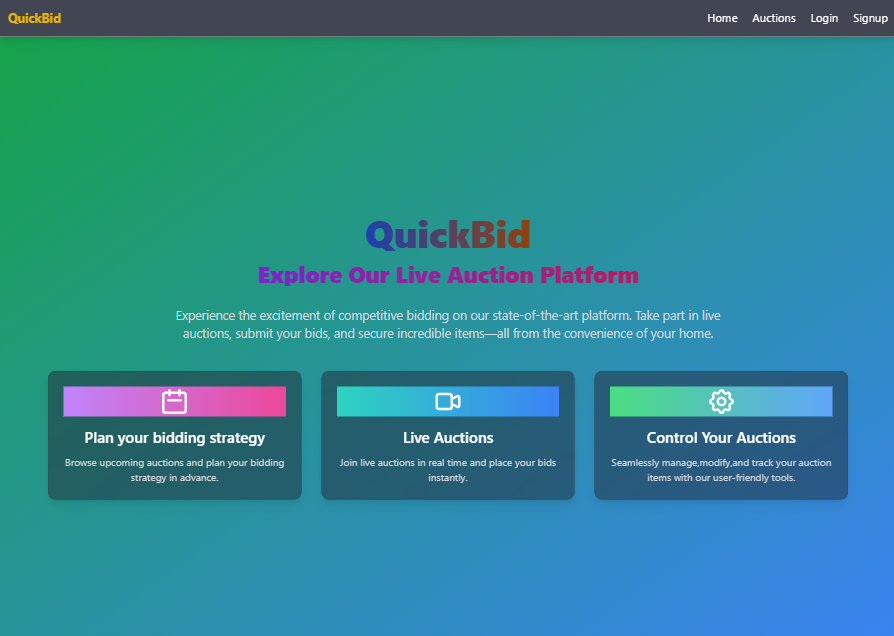 QuickBid
Home Auctions Login Signup
QuickBid
Explore Our Live Auction Platform
Experience the excitement of competitive bidding on our state-of-the-art platform. Take part in live
auctions, submit your bids, and secure incredible items—all from the convenience of your home.
Plan your bidding strategy
Browse upcoming auctions and plan your bidding
strategy in advance.
Live Auctions
Join live auctions in real time and place your bids
instantly.
Control Your Auctions
Seamlessly manage,modify,and track your auction
items with our user-friendly tools.